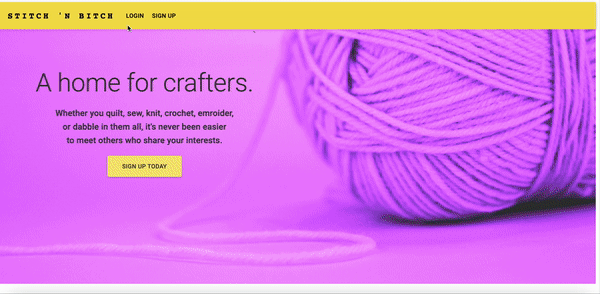 STITCH 'N BITCH LOGIN SIGN UP
A home for crafters.
Whether you quilt, sew, knit, crochet, emroider,
or dabble in them all, it's never been easier
to meet others who share your interests.
SIGN UP TODAY